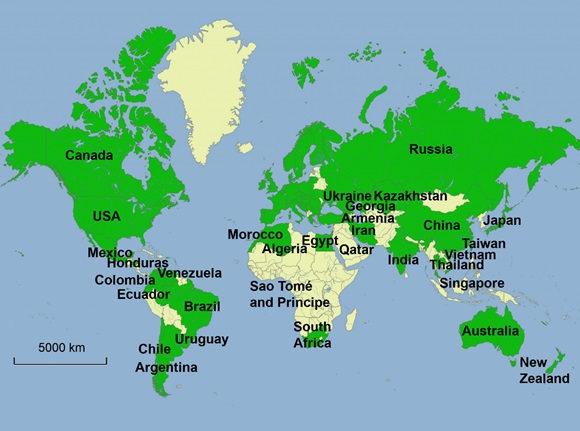 Canada
Russia
USA
Ukraine Kazakhstan
Georgia
Armenia
China
Japan
Morocco
Algeria
Egypt
Iran
Qatar
India
Taiwan
Vietnam
Thailand
Singapore
Mexico
Honduras
Venezuela
Colombia
Ecuador
Brazil
Sao Tomé
and Principe
South
Africa
Uruguay
Chile
Argentina
Australia
New
Zealand
5000 km